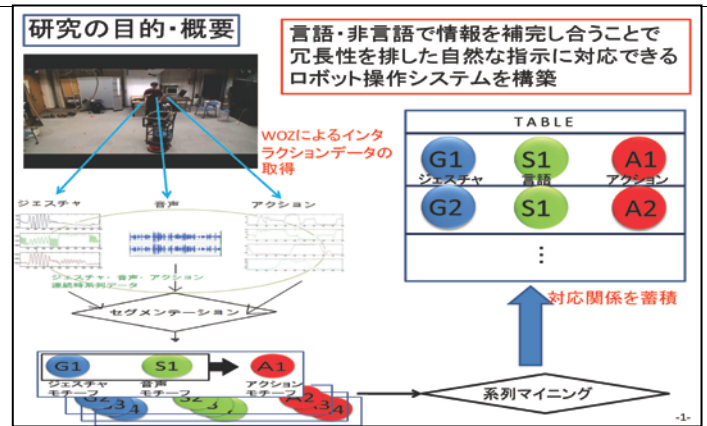 研究の目的・概要
言語・非言語で情報を補完し合うことで
冗長性を排した自然な指示に対応できる
ロボット操作システムを構築
WOZによるインタ
ラクションデータの
取得
ジェスチャ
音声
アクション
ジェスチャ・音声・アクション
連続時系列データ
セグメンテーション
G1
S1
A1
ジェスチャ
モチーフ
音声
モチーフ
アクション
モチーフ
G2
3
4
S2
A2
3
4
系列マイニング
対応関係を蓄積
TABLE
G1
S1
A1
ジェスチャ
言語
アクション
G2
S1
A2
⋮
-1-